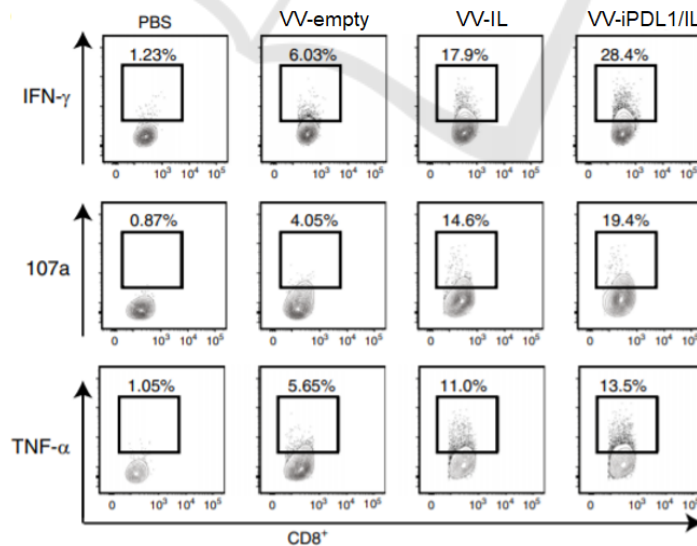 PBS VV-empty VV-IL VV-iPDL1/IL
IFN-γ 1.23% 6.03% 17.9% 28.4%
0 10³ 10⁴ 10⁵ 0 10³ 10⁴ 10⁵ 0 10³ 10⁴ 10⁵ 0 10³ 10⁴ 10⁵
107a 0.87% 4.05% 14.6% 19.4%
0 10³ 10⁴ 10⁵ 0 10³ 10⁴ 10⁵ 0 10³ 10⁴ 10⁵ 0 10³ 10⁴ 10⁵
TNF-α 1.05% 5.65% 11.0% 13.5%
0 10³ 10⁴ 10⁵ 0 10³ 10⁴ 10⁵ 0 10³ 10⁴ 10⁵ 0 10³ 10⁴ 10⁵
CD8⁺